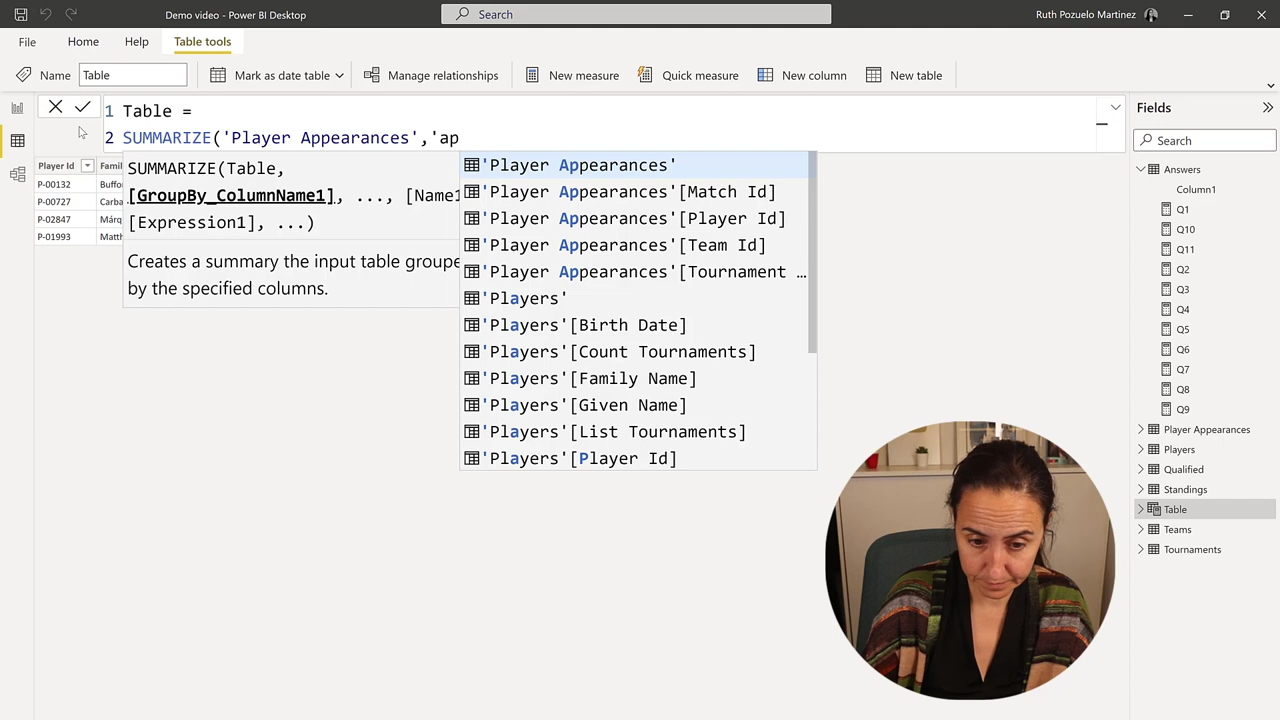 Demo video - Power BI Desktop
Search
Ruth Pozuelo Martinez
File
Home
Help
Table tools
Name
Table
Mark as date table
Manage relationships
New measure
Quick measure
New column
New table
1 Table =
2 SUMMARIZE('Player Appearances','ap
SUMMARIZE(Table,
[GroupBy_ColumnName1], ..., [Name1
[Expression1], ...)
Creates a summary the input table groupe
by the specified columns.
'Player Appearances'
'Player Appearances'[Match Id]
'Player Appearances'[Player Id]
'Player Appearances'[Team Id]
'Player Appearances'[Tournament ...
'Players'
'Players'[Birth Date]
'Players'[Count Tournaments]
'Players'[Family Name]
'Players'[Given Name]
'Players'[List Tournaments]
'Players'[Player Id]
Player Id
Famil
P-00132
Buffo
P-00727
Carba
P-02847
Márq
P-01993
Matth
Fields
Search
Answers
Column1
Q1
Q10
Q11
Q2
Q3
Q4
Q5
Q6
Q7
Q8
Q9
Player Appearances
Players
Qualified
Standings
Table
Teams
Tournaments